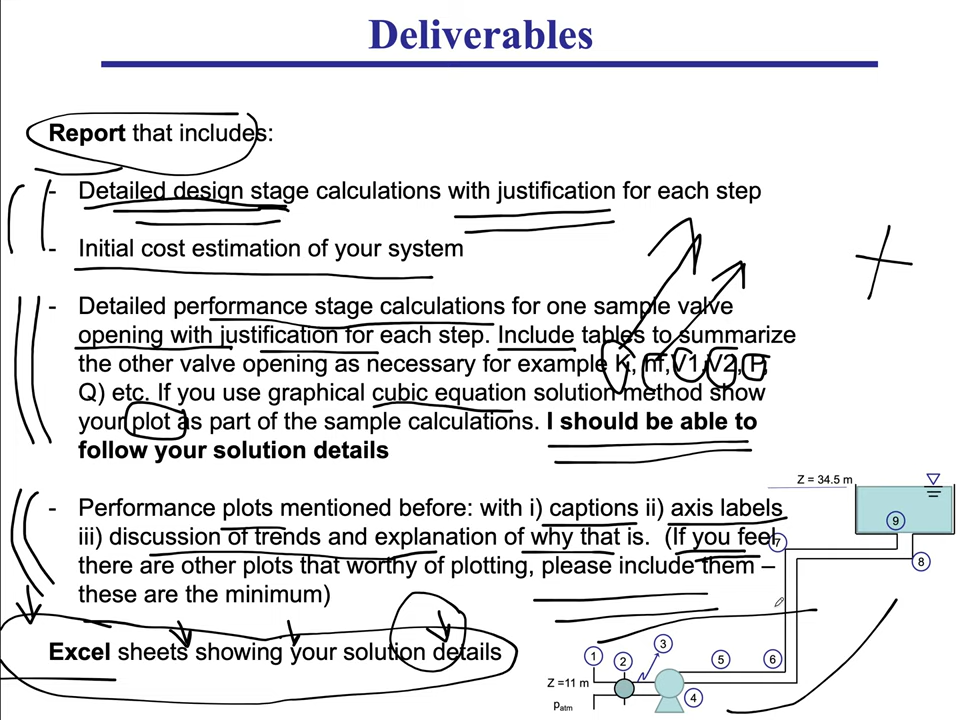 Deliverables
Report that includes:
- Detailed design stage calculations with justification for each step
- Initial cost estimation of your system
- Detailed performance stage calculations for one sample valve
opening with justification for each step. Include tables to summarize
the other valve opening as necessary for example K, hf,V1,V2, P,
Q) etc. If you use graphical cubic equation solution method show
your plot as part of the sample calculations. I should be able to
follow your solution details
- Performance plots mentioned before: with i) captions ii) axis labels
iii) discussion of trends and explanation of why that is. (If you feel
there are other plots that worthy of plotting, please include them –
these are the minimum)
Excel sheets showing your solution details
Z = 34.5 m
9
7
8
3
1
2
5
6
Z =11 m
4
patm